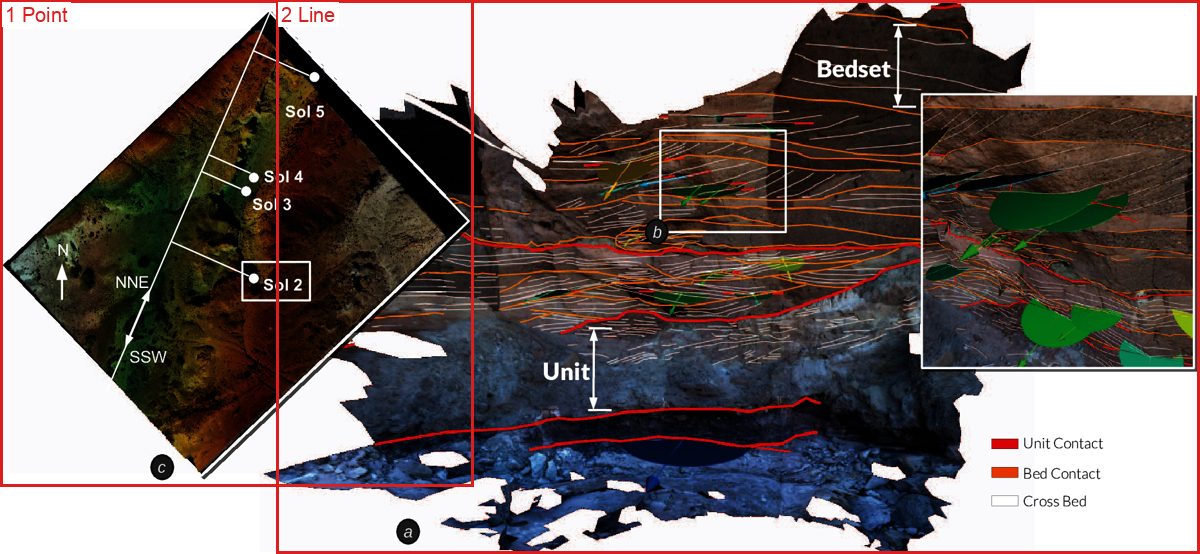 1 Point
2 Line
Sol 5
Sol 4
Sol 3
Sol 2
N
NNE
SSW
c
Bedset
b
Unit
a
Unit Contact
Bed Contact
Cross Bed